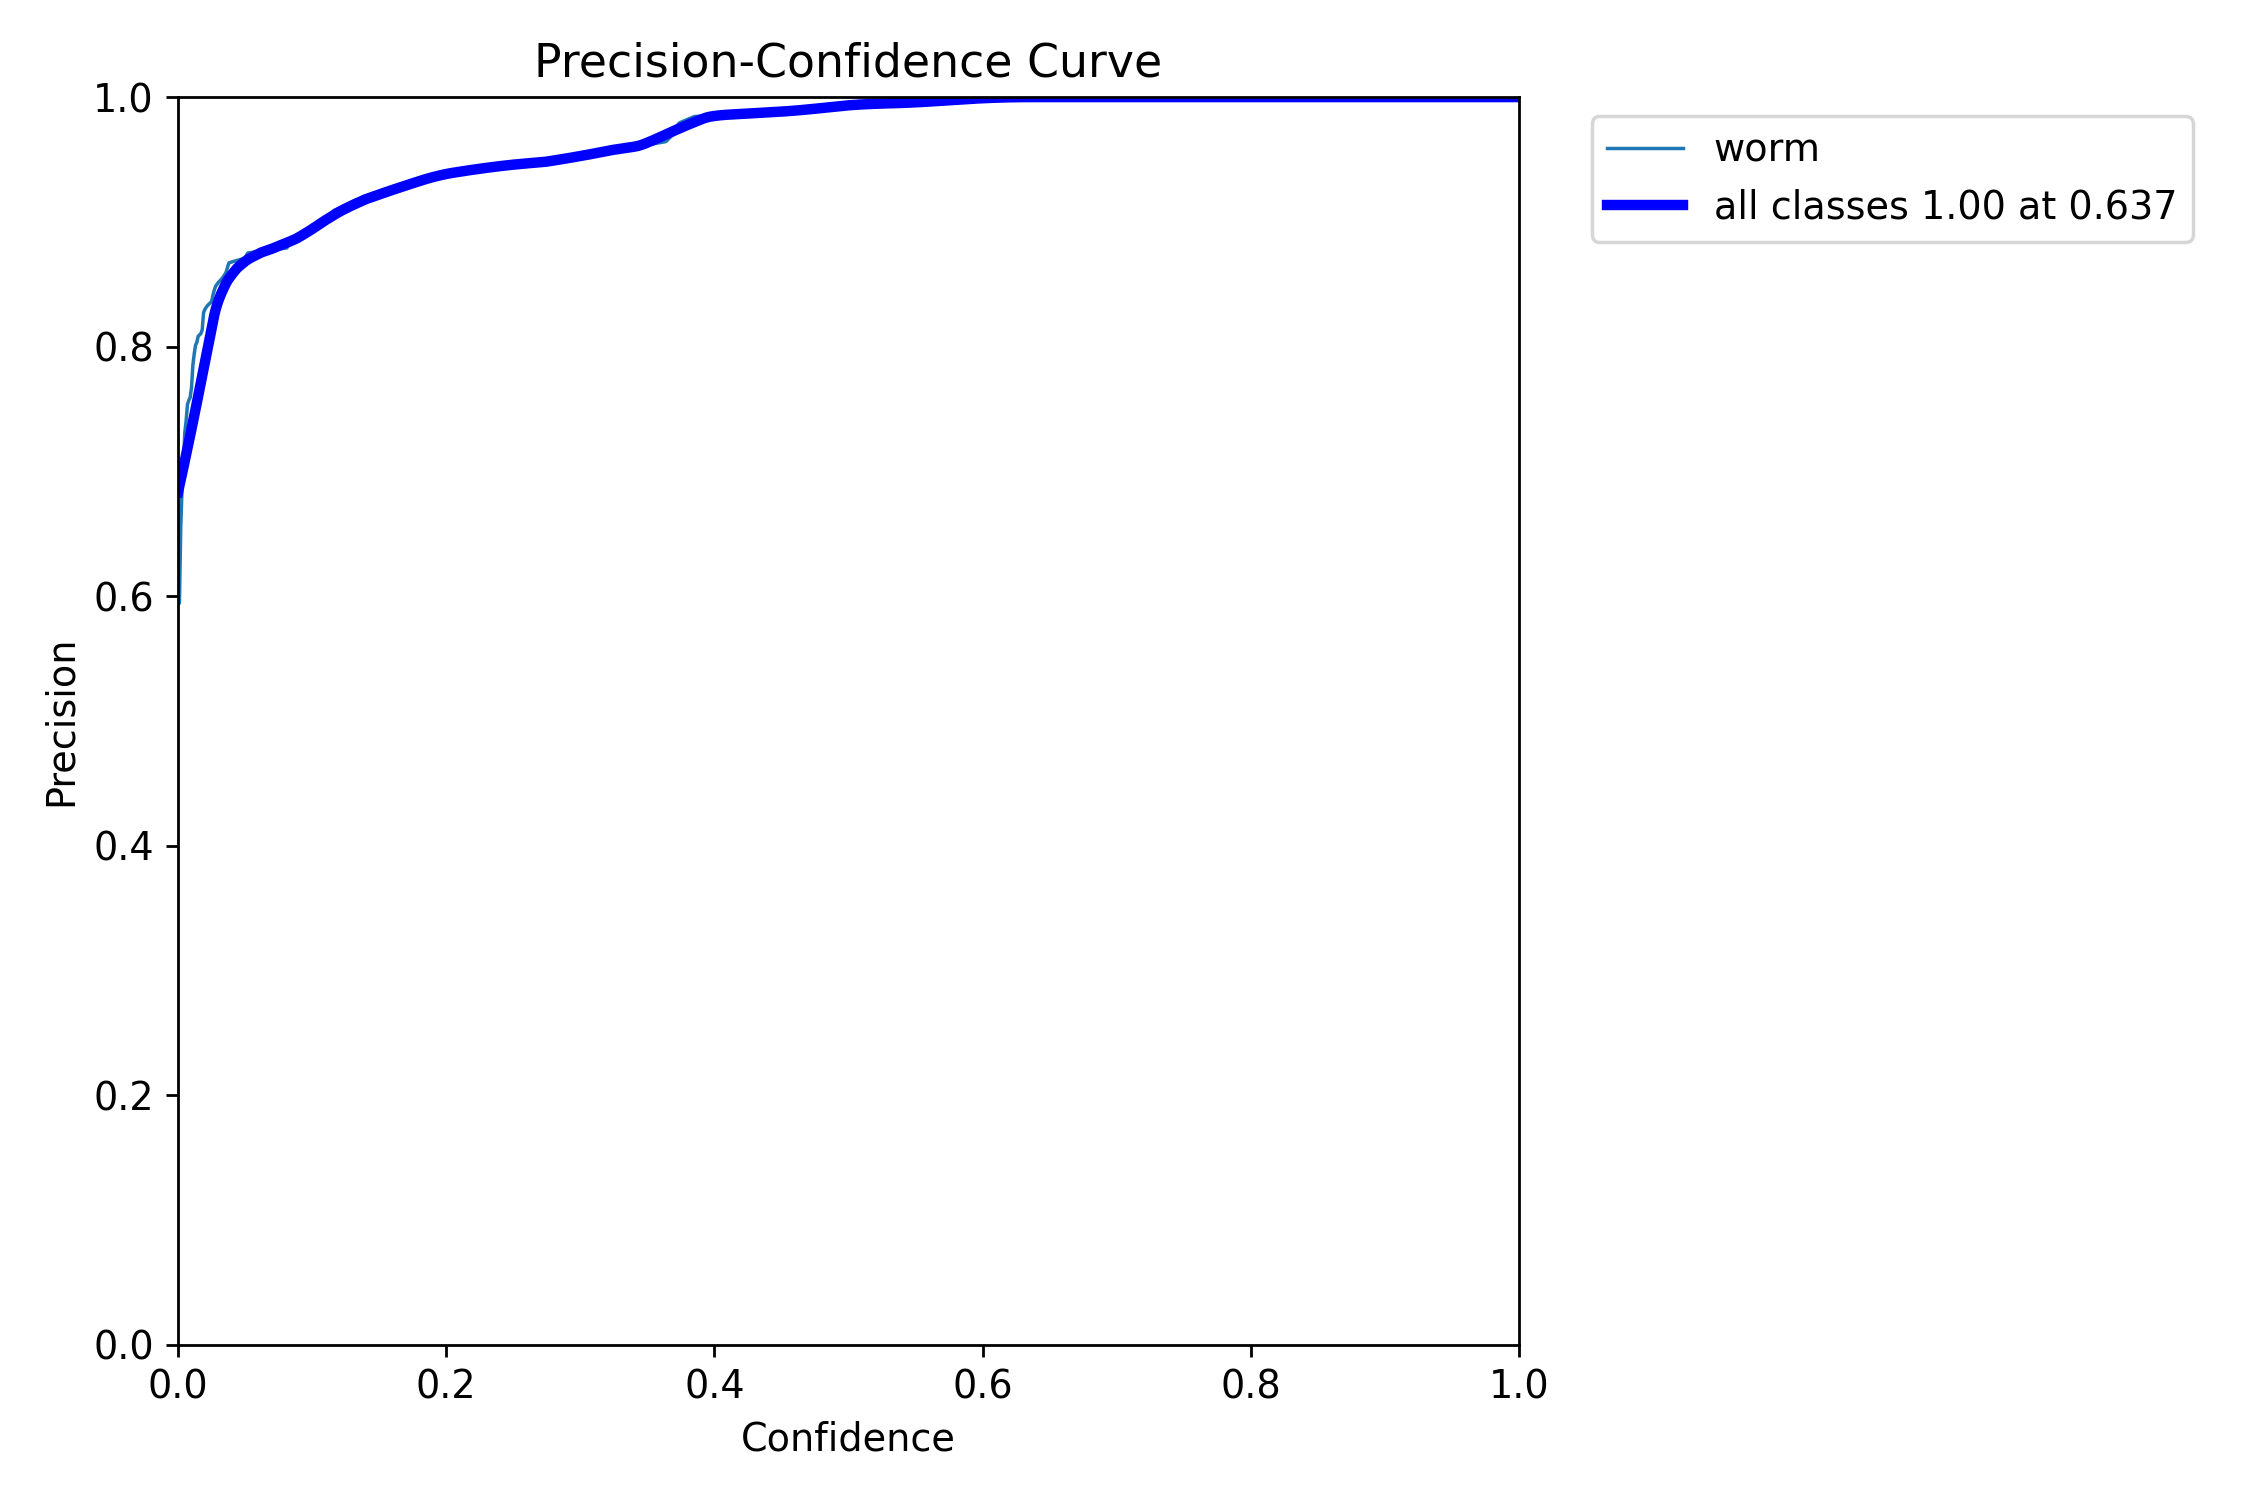 Precision-Confidence Curve
1.0
0.8
0.6
0.4
0.2
0.0
Precision
0.0 0.2 0.4 0.6 0.8 1.0
Confidence
worm
all classes 1.00 at 0.637